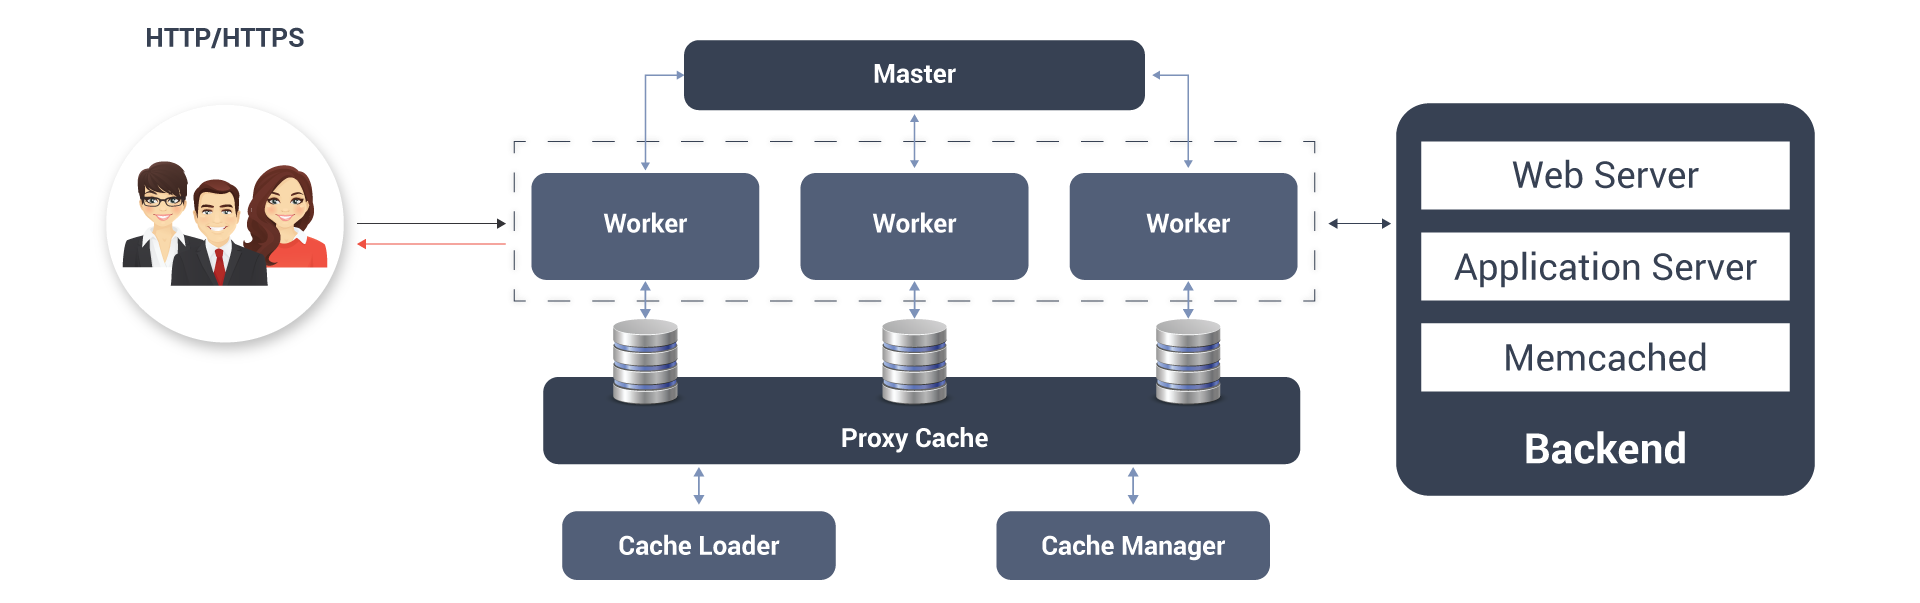 HTTP/HTTPS
Master
Worker
Worker
Worker
Proxy Cache
Cache Loader
Cache Manager
Web Server
Application Server
Memcached
Backend